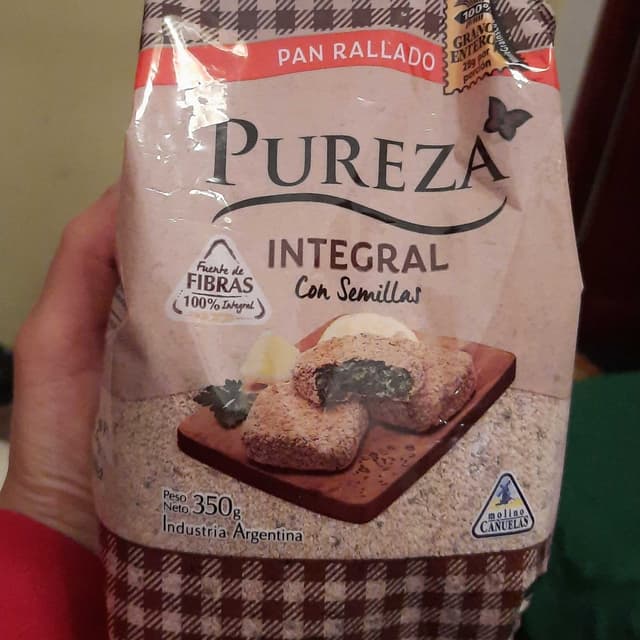 PAN RALLADO
100%
GRANO
ENTERO
PUREZA
INTEGRAL
Con Semillas
Fuente de
FIBRAS
100% Integral
Peso
Neto 350g
Industria Argentina
molino
CAÑUELAS